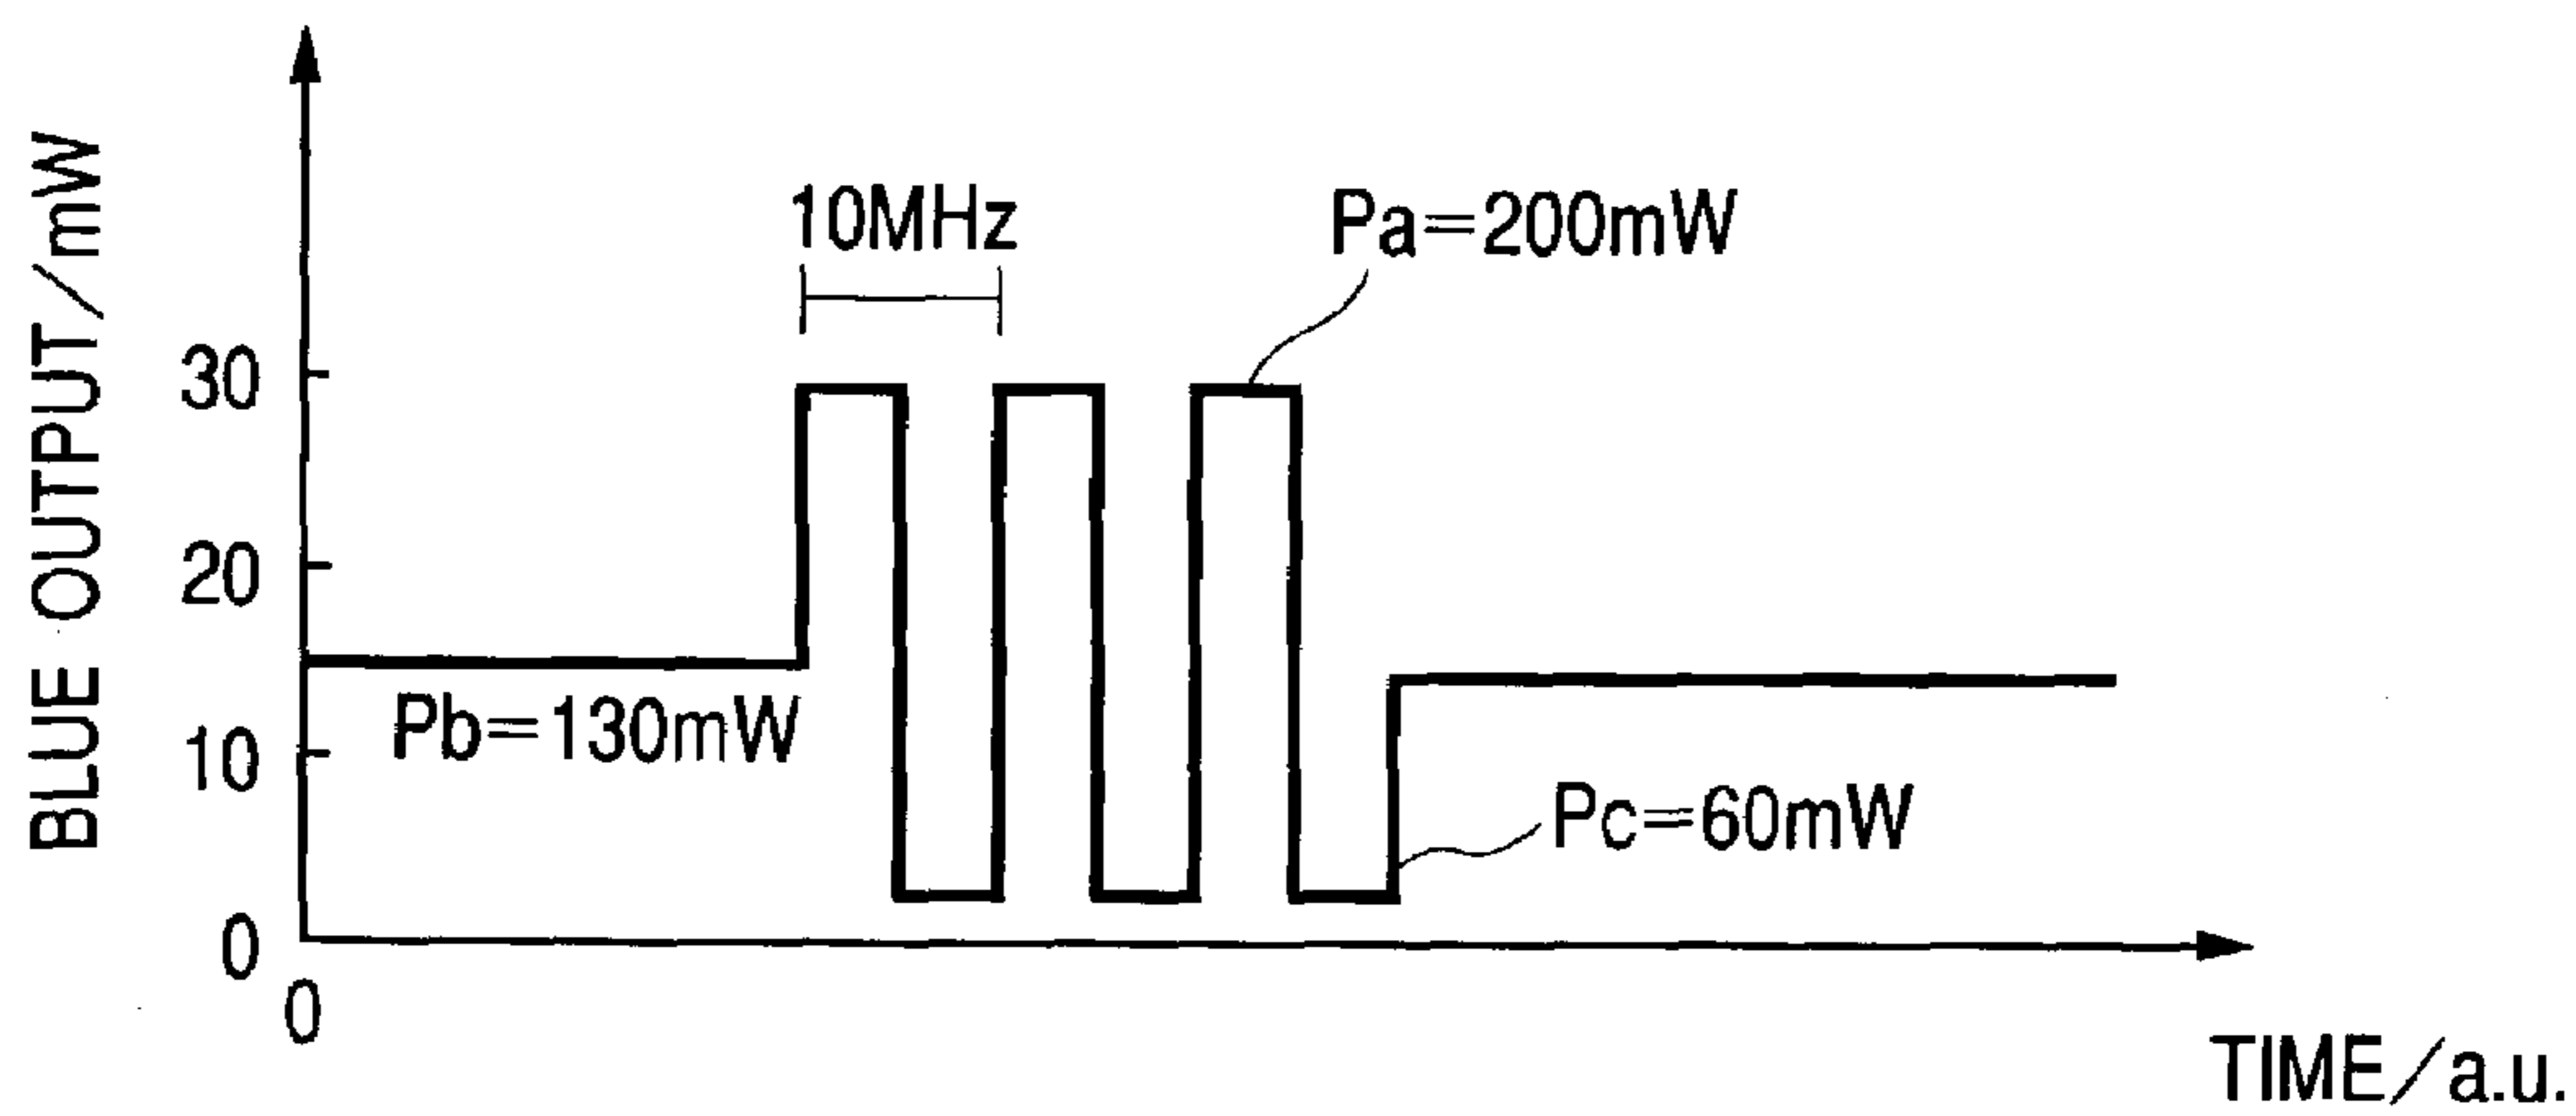 BLUE OUTPUT/mW
10MHz
Pa=200mW
30
20
10
0
Pb=130mW
Pc=60mW
0
TIME/a.u.